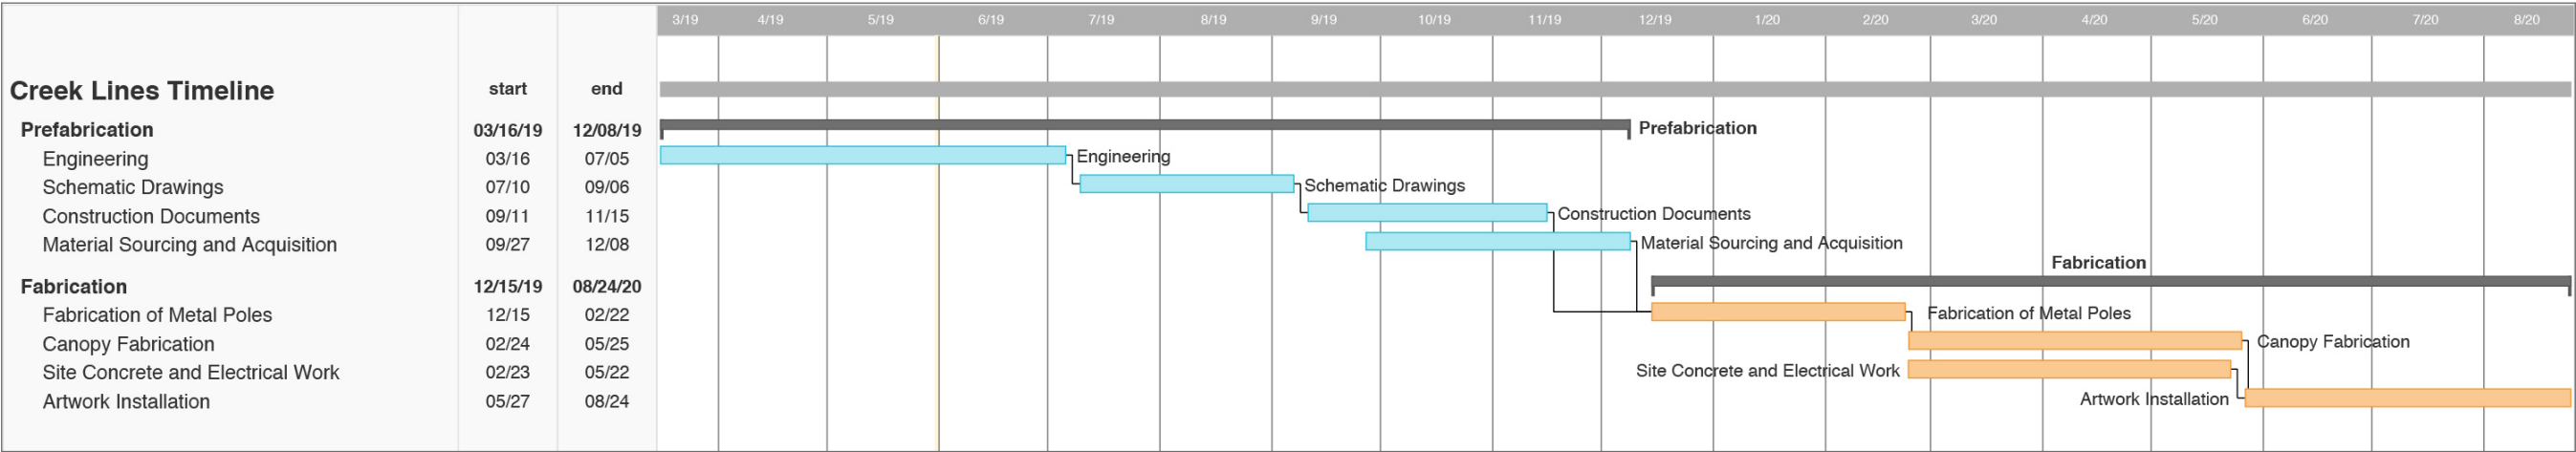 3/19 4/19 5/19 6/19 7/19 8/19 9/19 10/19 11/19 12/19 1/20 2/20 3/20 4/20 5/20 6/20 7/20 8/20
Creek Lines Timeline start end
Prefabrication 03/16/19 12/08/19 Prefabrication
Engineering 03/16 07/05 Engineering
Schematic Drawings 07/10 09/06 Schematic Drawings
Construction Documents 09/11 11/15 Construction Documents
Material Sourcing and Acquisition 09/27 12/08 Material Sourcing and Acquisition
Fabrication
Fabrication 12/15/19 08/24/20
Fabrication of Metal Poles 12/15 02/22 Fabrication of Metal Poles
Canopy Fabrication 02/24 05/25 Canopy Fabrication
Site Concrete and Electrical Work 02/23 05/22 Site Concrete and Electrical Work
Artwork Installation 05/27 08/24 Artwork Installation